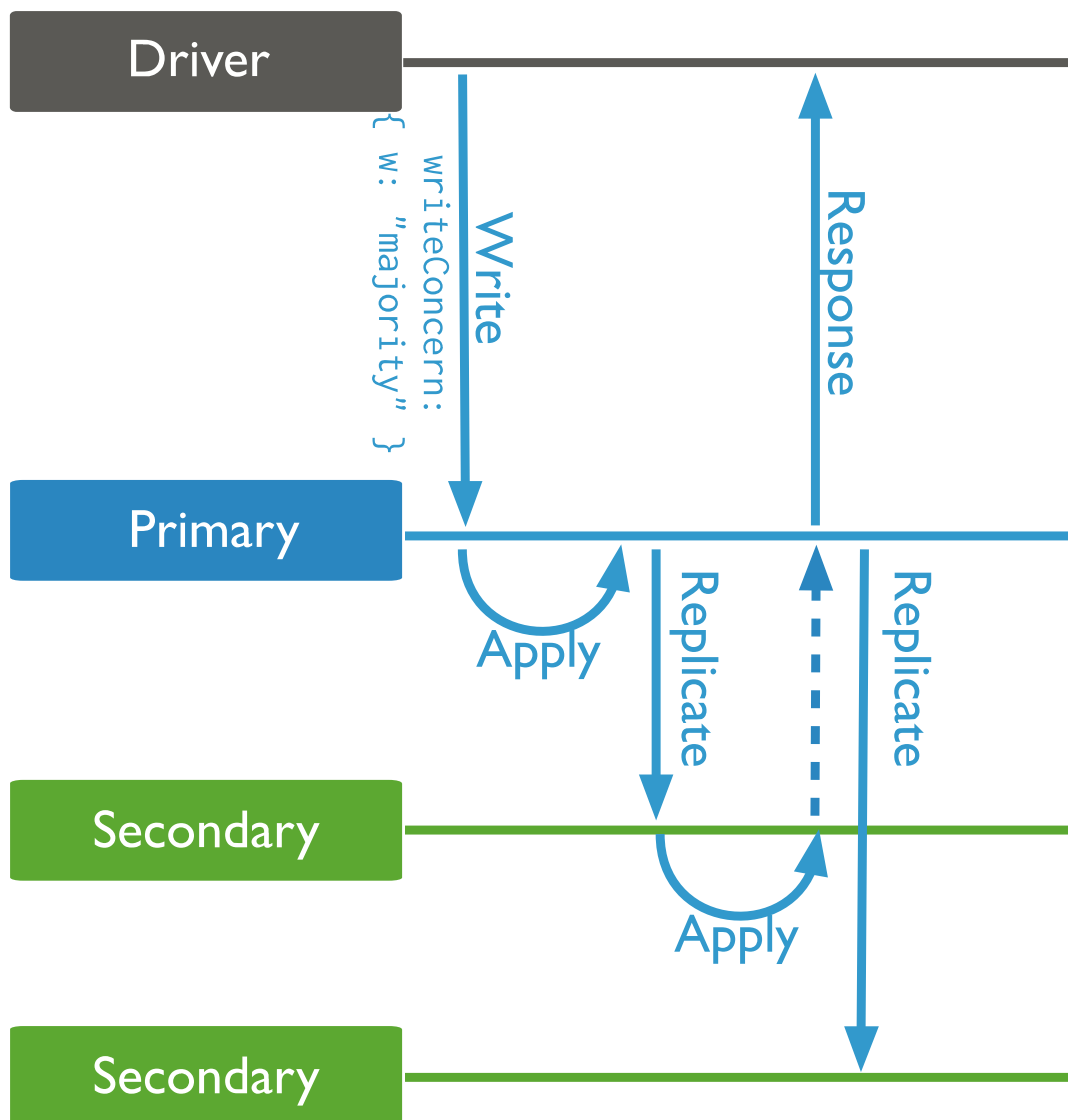 Driver
writeConcern:
{ w: "majority" }
Write
Response
Primary
Apply
Replicate
Replicate
Secondary
Apply
Secondary